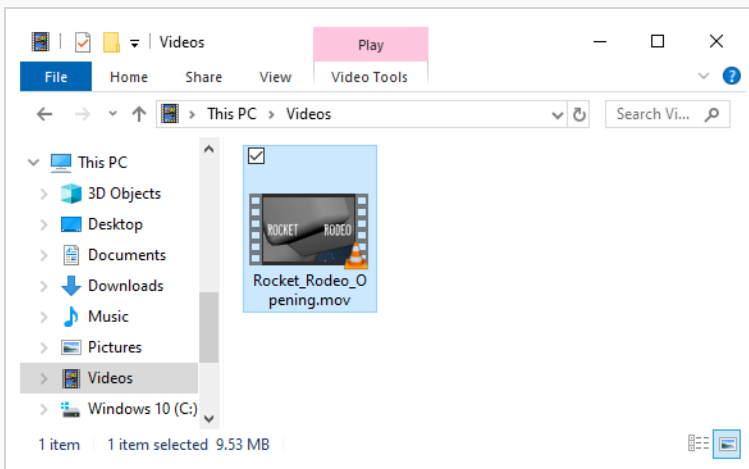 Videos
Play
File Home Share View Video Tools
?
This PC Videos
Search Vi...
This PC
3D Objects
Desktop
Documents
Downloads
Music
Pictures
Videos
Windows 10 (C:)
ROCKET RODEO
Rocket_Rodeo_O
pening.mov
1 item 1 item selected 9.53 MB